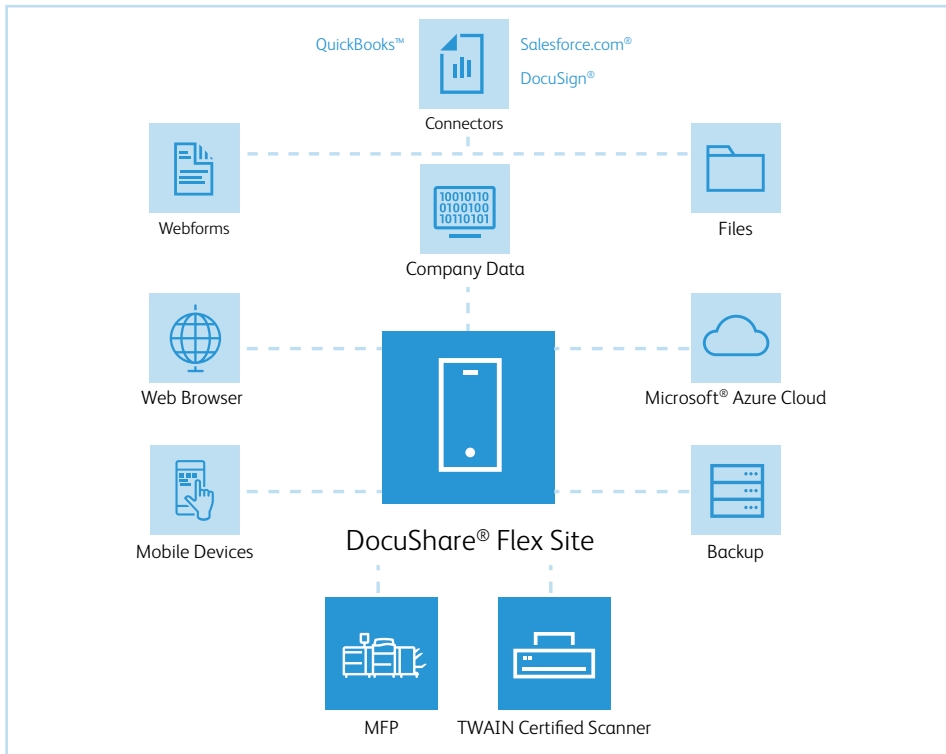 QuickBooks™
Salesforce.com®
DocuSign®
Connectors
Webforms
10010110
0100100
10110101
Files
Company Data
Web Browser
Microsoft® Azure Cloud
Mobile Devices
DocuShare® Flex Site
Backup
MFP
TWAIN Certified Scanner